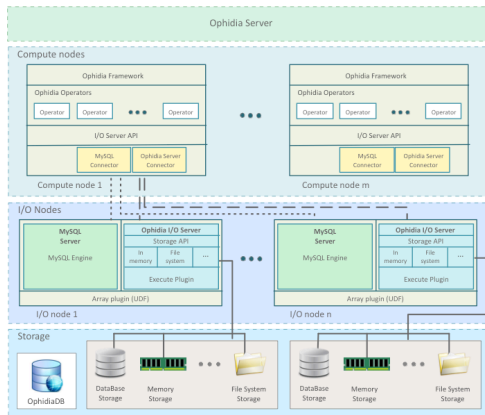 Ophidia Server
Compute nodes
Ophidia Framework
Ophidia Operators
Operator
Operator
Operator
I/O Server API
MySQL
Connector
Ophidia Server
Connector
Compute node 1
Ophidia Framework
Ophidia Operators
Operator
Operator
Operator
I/O Server API
MySQL
Connector
Ophidia Server
Connector
Compute node m
I/O Nodes
MySQL
Server
MySQL Engine
Ophidia I/O Server
Storage API
In
memory
File
system
...
Execute Plugin
Array plugin (UDF)
I/O node 1
MySQL
Server
MySQL Engine
Ophidia I/O Server
Storage API
In
memory
File
system
...
Execute Plugin
Array plugin (UDF)
I/O node n
Storage
OphidiaDB
DataBase
Storage
Memory
Storage
File System
Storage
DataBase
Storage
Memory
Storage
File System
Storage